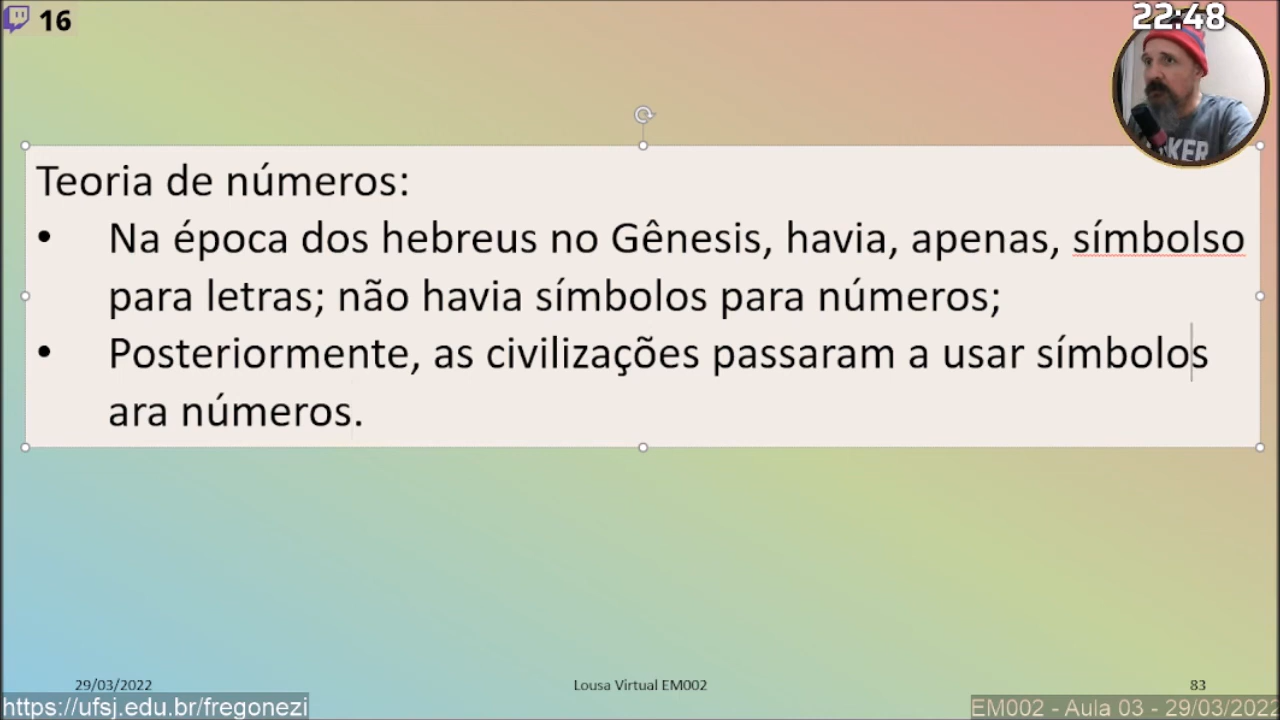 16
22:48
Teoria de números:
• Na época dos hebreus no Gênesis, havia, apenas, símbolso
para letras; não havia símbolos para números;
• Posteriormente, as civilizações passaram a usar símbolos
ara números.
29/03/2022
Lousa Virtual EM002
83
https://ufsj.edu.br/fregonezi
EM002 - Aula 03 - 29/03/2022